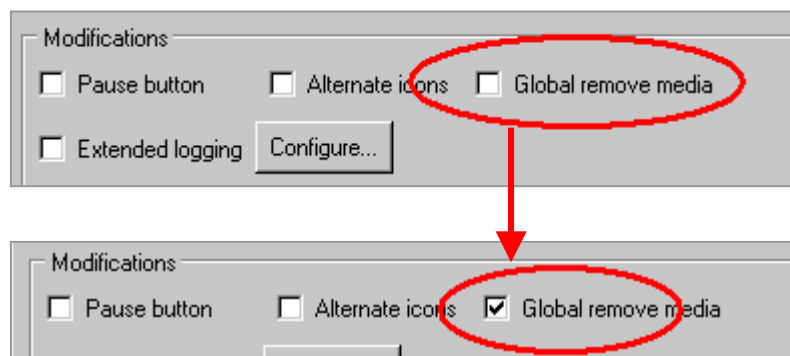 Modifications
Pause button Alternate icons Global remove media
Extended logging Configure...
Modifications
Pause button Alternate icons Global remove media